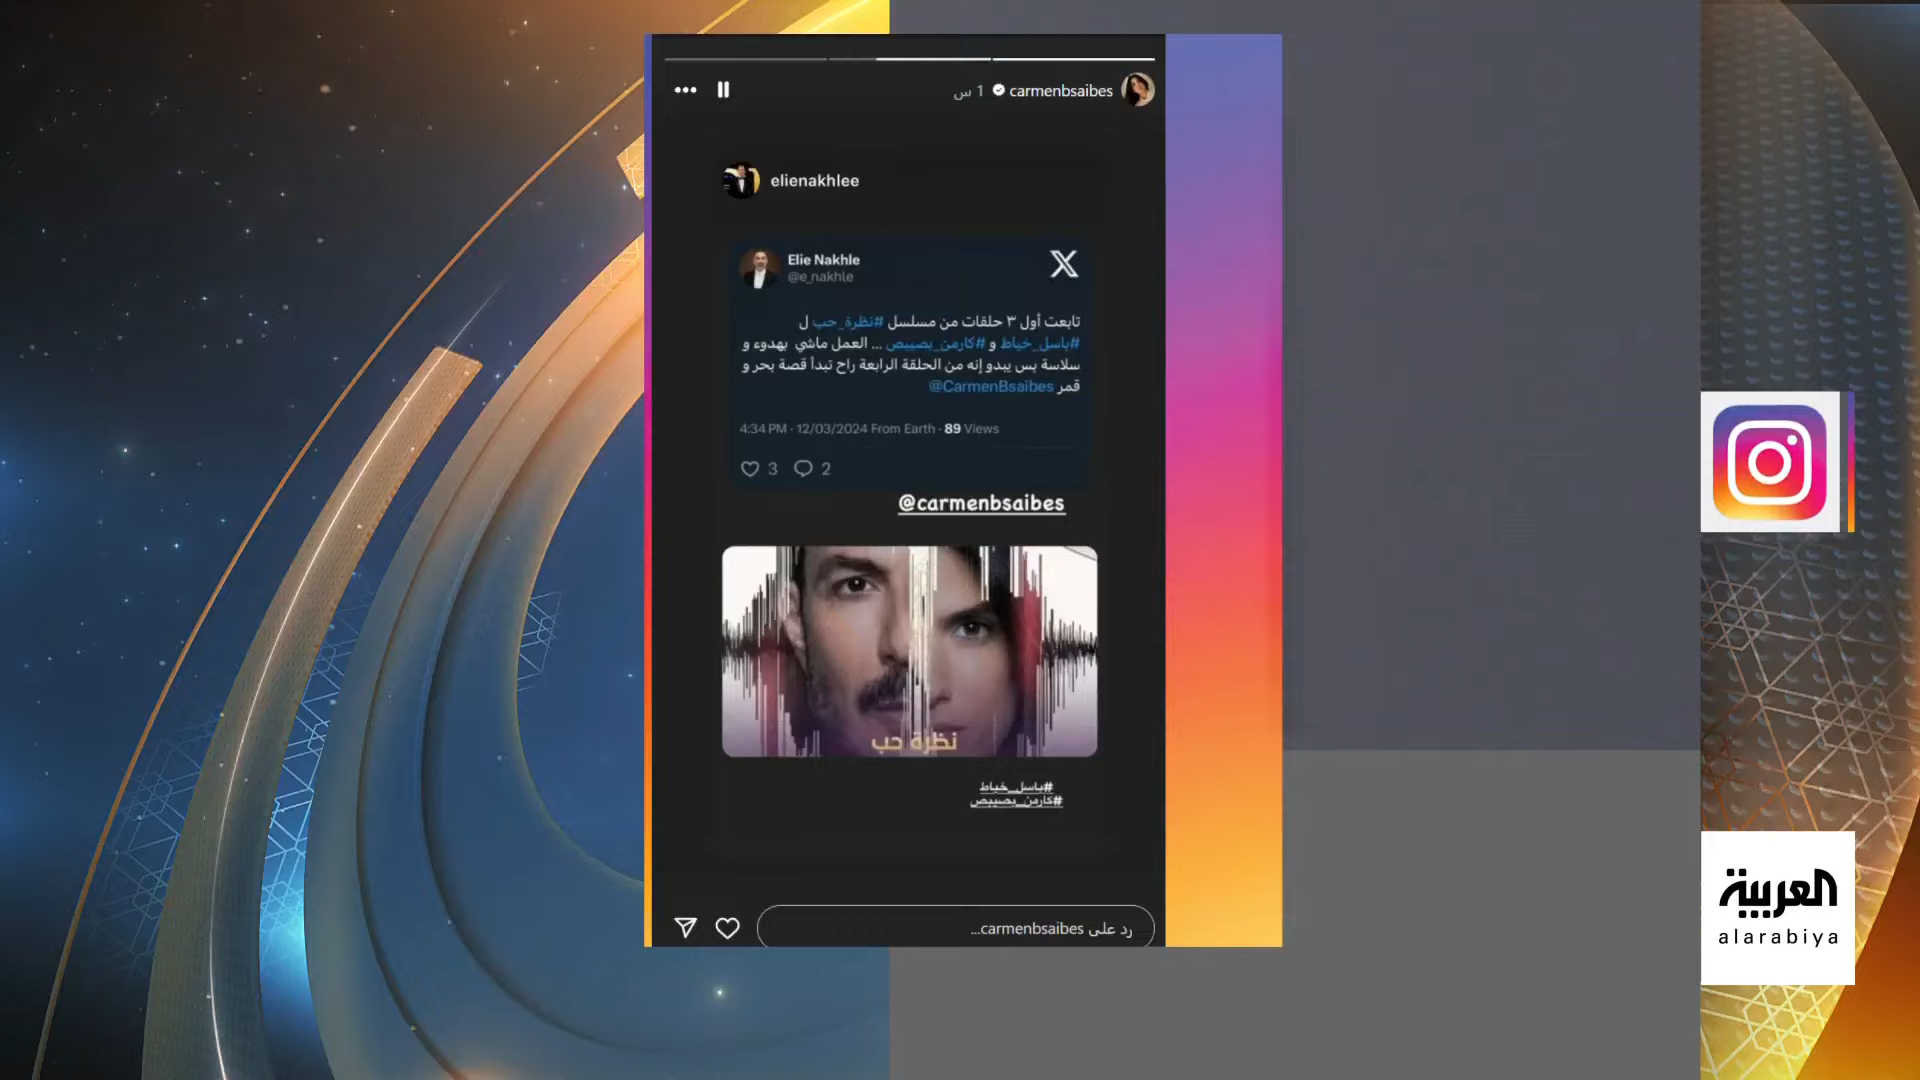 carmenbsaibes 1 س
elienakhlee
Elie Nakhle
@e_nakhle
تابعت أول ٣ حلقات من مسلسل #نظرة_حب ل
#باسل_خياط و #كارمن_بصيبص ... العمل ماشي بهدوء و
سلاسة بس يبدو إنه من الحلقة الرابعة راح تبدأ قصة بحر و
قمر @CarmenBsaibes
4:34 PM · 12/03/2024 From Earth · 89 Views
3 2
@carmenbsaibes
نظرة حب
#باسل_خياط
#كارمن_بصيبص
رد على carmenbsaibes...
العربية
alarabiya